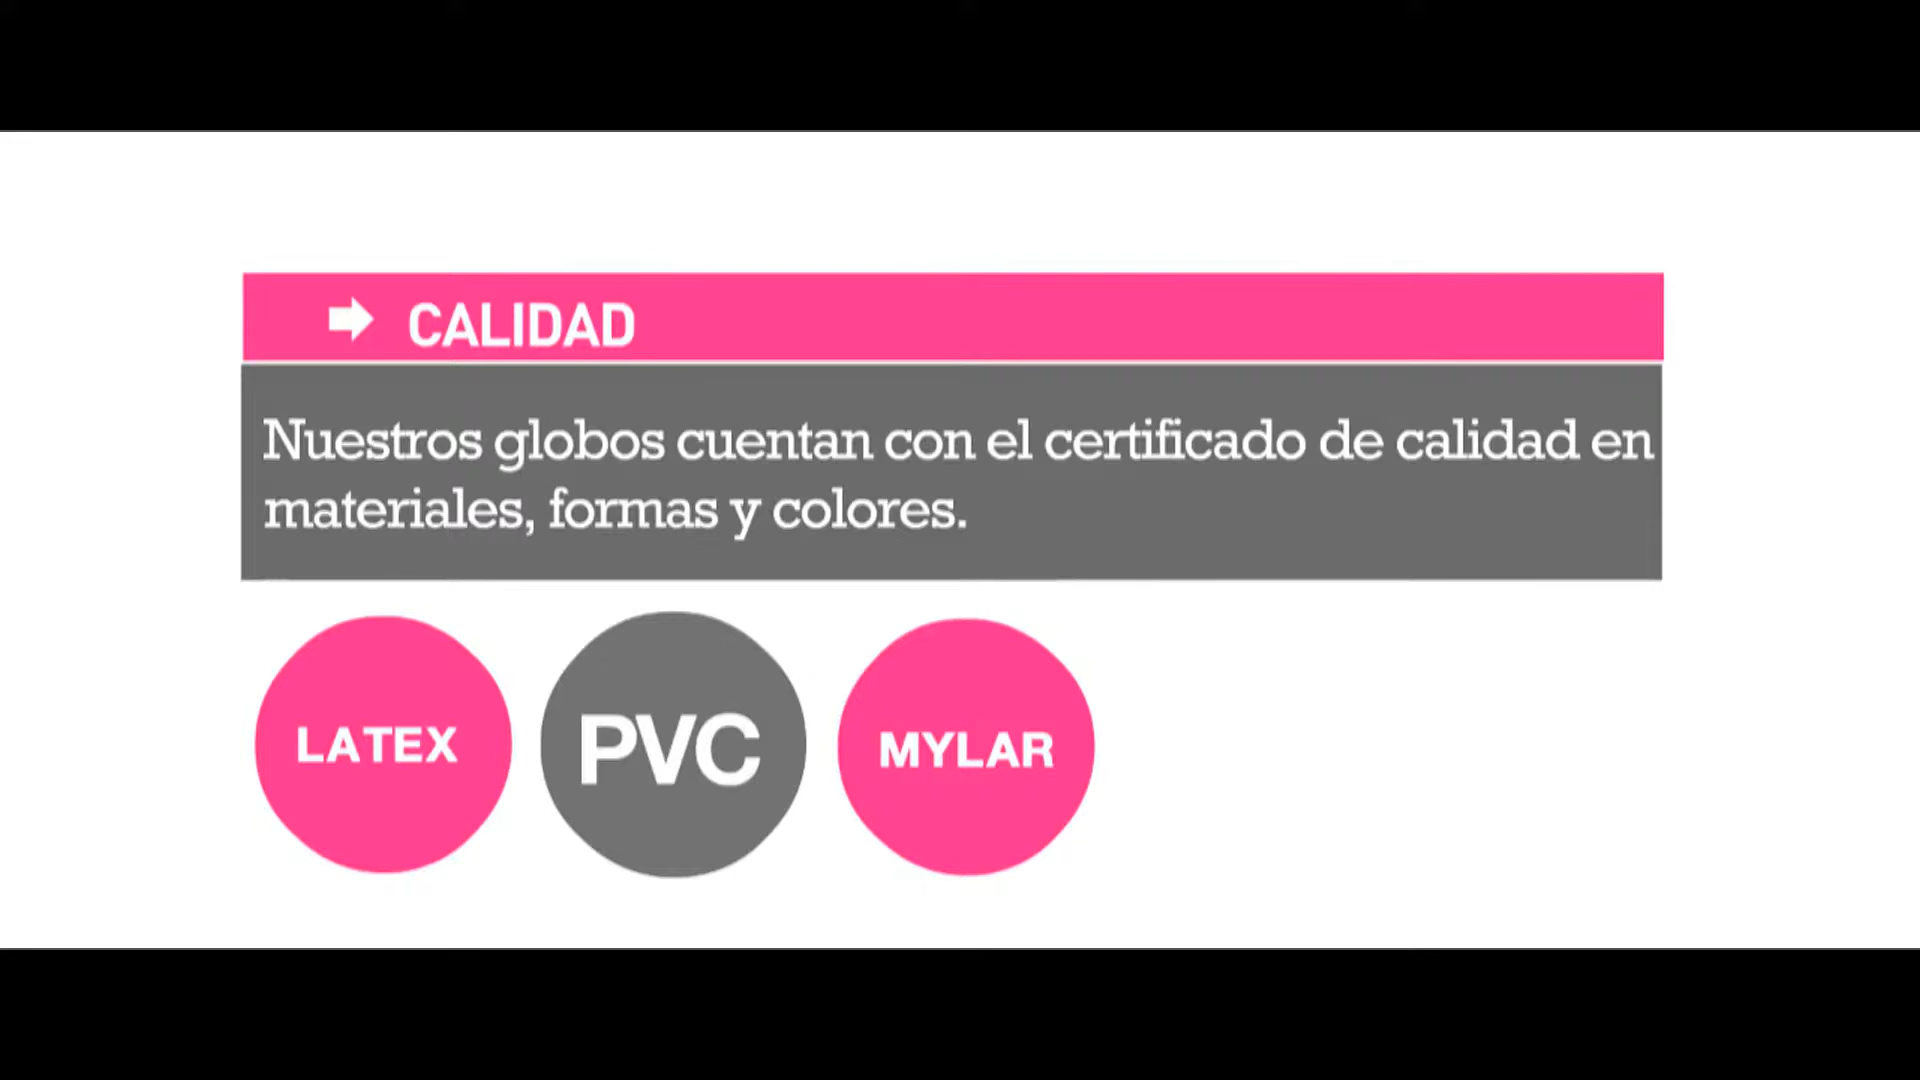 CALIDAD
Nuestros globos cuentan con el certificado de calidad en
materiales, formas y colores.
LATEX
PVC
MYLAR